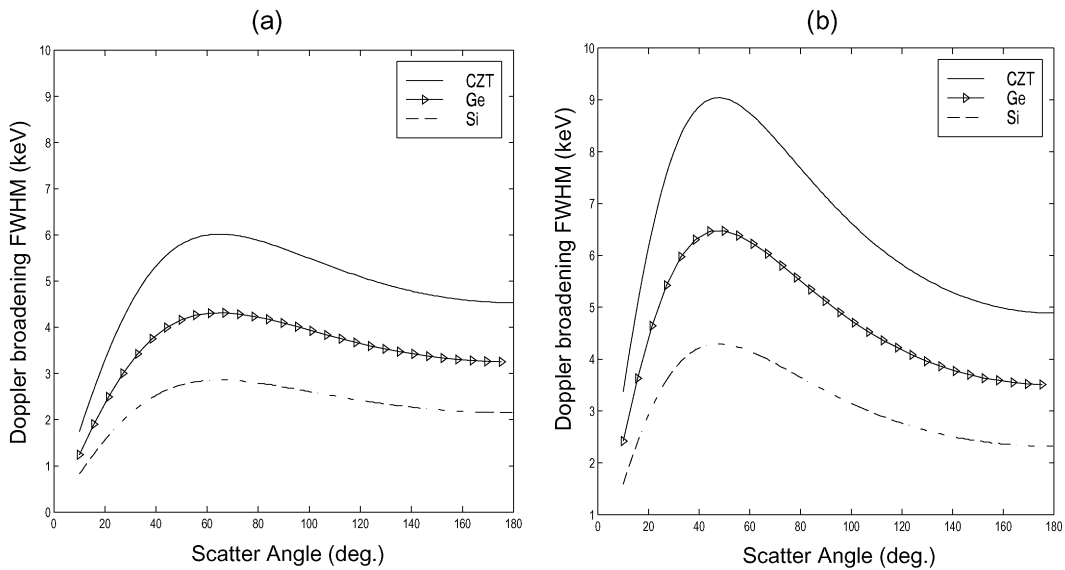 (a)
10
9
8
7
6
5
4
3
2
1
0
0 20 40 60 80 100 120 140 160 180
Doppler broadening FWHM (keV)
Scatter Angle (deg.)
CZT
Ge
Si
(b)
10
9
8
7
6
5
4
3
2
1
0 20 40 60 80 100 120 140 160 180
Doppler broadening FWHM (keV)
Scatter Angle (deg.)
CZT
Ge
Si